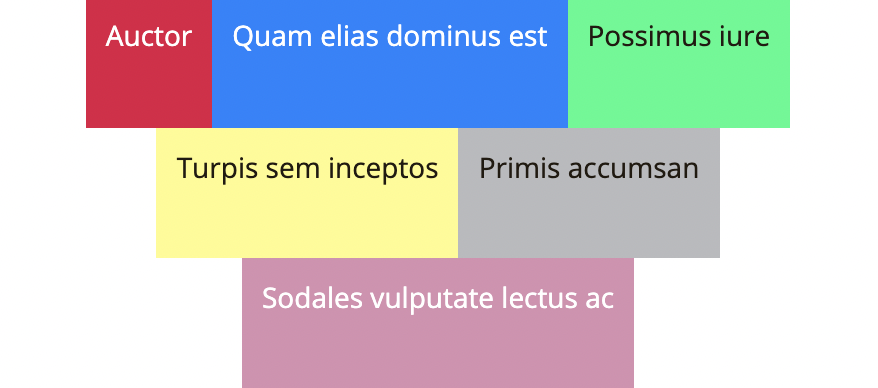 Auctor Quam elias dominus est Possimus iure
Turpis sem inceptos Primis accumsan
Sodales vulputate lectus ac